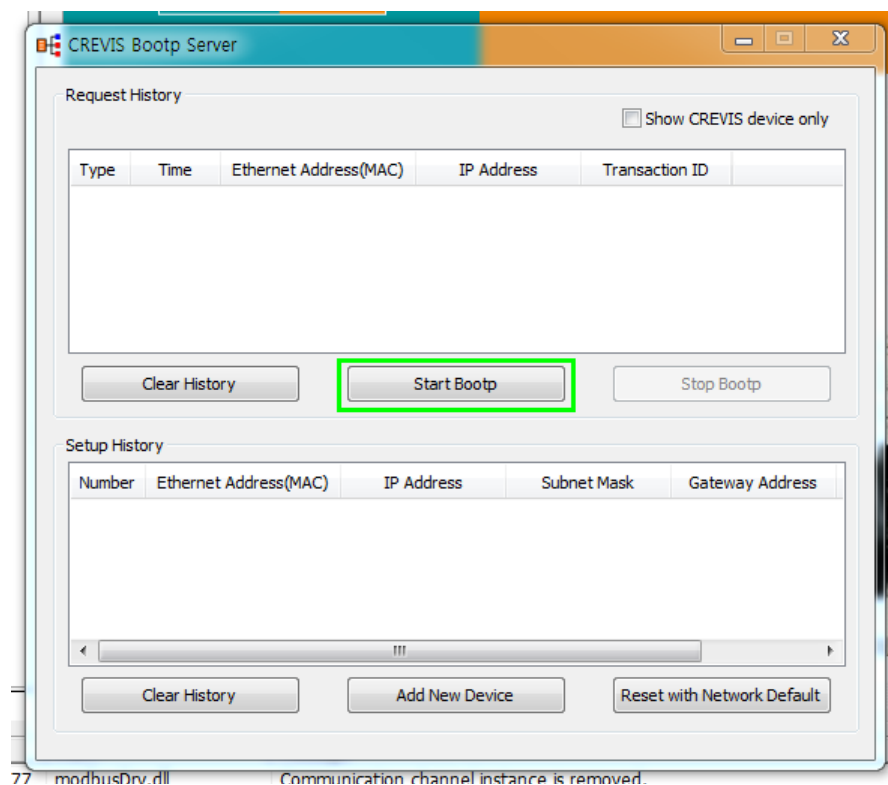 CREVIS Bootp Server
Request History
Show CREVIS device only
Type Time Ethernet Address(MAC) IP Address Transaction ID
Clear History Start Bootp Stop Bootp
Setup History
Number Ethernet Address(MAC) IP Address Subnet Mask Gateway Address
Clear History Add New Device Reset with Network Default
77 modbusDrv.dll Communication channel instance is removed.